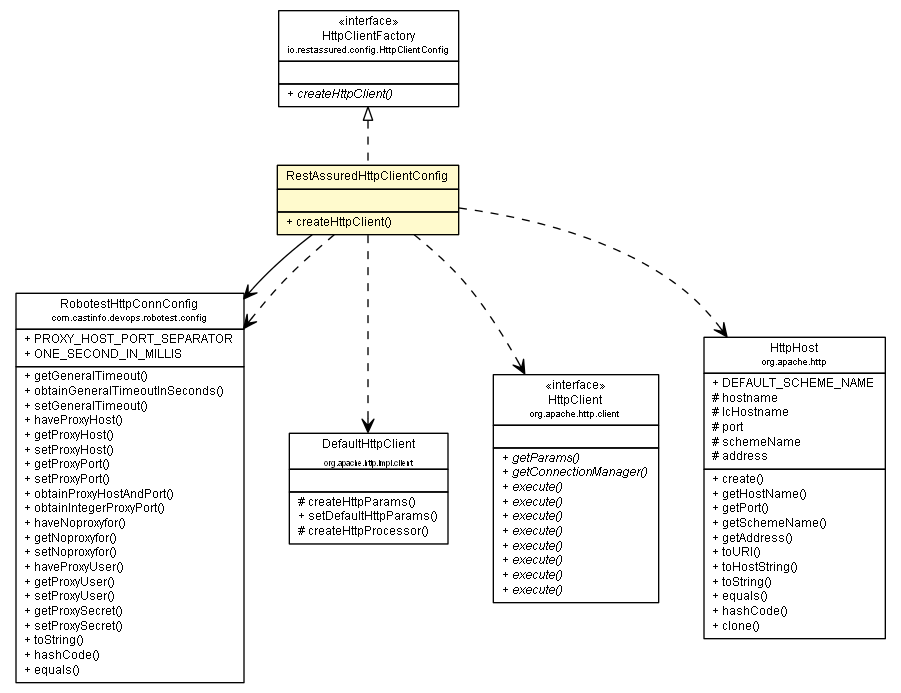 «interface»
HttpClientFactory
io.restassured.config.HttpClientConfig
+ createHttpClient()
RestAssuredHttpClientConfig
+ createHttpClient()
RobotestHttpConnConfig
com.castinfo.devops.robotest.config
+ PROXY_HOST_PORT_SEPARATOR
+ ONE_SECOND_IN_MILLIS
+ getGeneralTimeout()
+ obtainGeneralTimeoutInSeconds()
+ setGeneralTimeout()
+ haveProxyHost()
+ getProxyHost()
+ setProxyHost()
+ getProxyPort()
+ setProxyPort()
+ obtainProxyHostAndPort()
+ obtainIntegerProxyPort()
+ haveNoproxyfor()
+ getNoproxyfor()
+ setNoproxyfor()
+ haveProxyUser()
+ getProxyUser()
+ setProxyUser()
+ getProxySecret()
+ setProxySecret()
+ toString()
+ hashCode()
+ equals()
DefaultHttpClient
org.apache.http.impl.client
# createHttpParams()
+ setDefaultHttpParams()
# createHttpProcessor()
«interface»
HttpClient
org.apache.http.client
+ getParams()
+ getConnectionManager()
+ execute()
+ execute()
+ execute()
+ execute()
+ execute()
+ execute()
+ execute()
+ execute()
HttpHost
org.apache.http
+ DEFAULT_SCHEME_NAME
# hostname
# lcHostname
# port
# schemeName
# address
+ create()
+ getHostName()
+ getPort()
+ getSchemeName()
+ getAddress()
+ toURI()
+ toHostString()
+ toString()
+ equals()
+ hashCode()
+ clone()